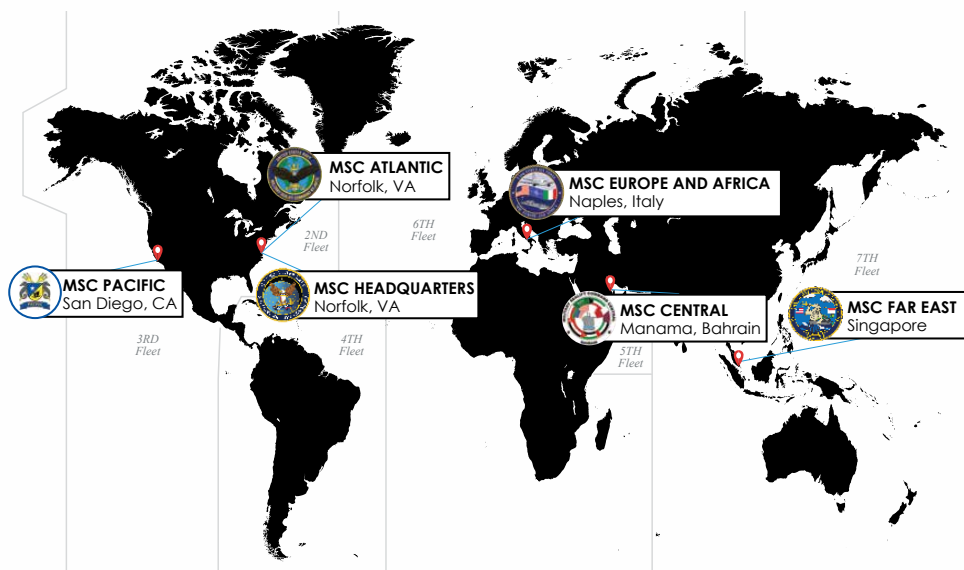 MSC ATLANTIC
Norfolk, VA
MSC EUROPE AND AFRICA
Naples, Italy
2ND
Fleet
6TH
Fleet
7TH
Fleet
MSC PACIFIC
San Diego, CA
MSC HEADQUARTERS
Norfolk, VA
MSC CENTRAL
Manama, Bahrain
MSC FAR EAST
Singapore
3RD
Fleet
4TH
Fleet
5TH
Fleet